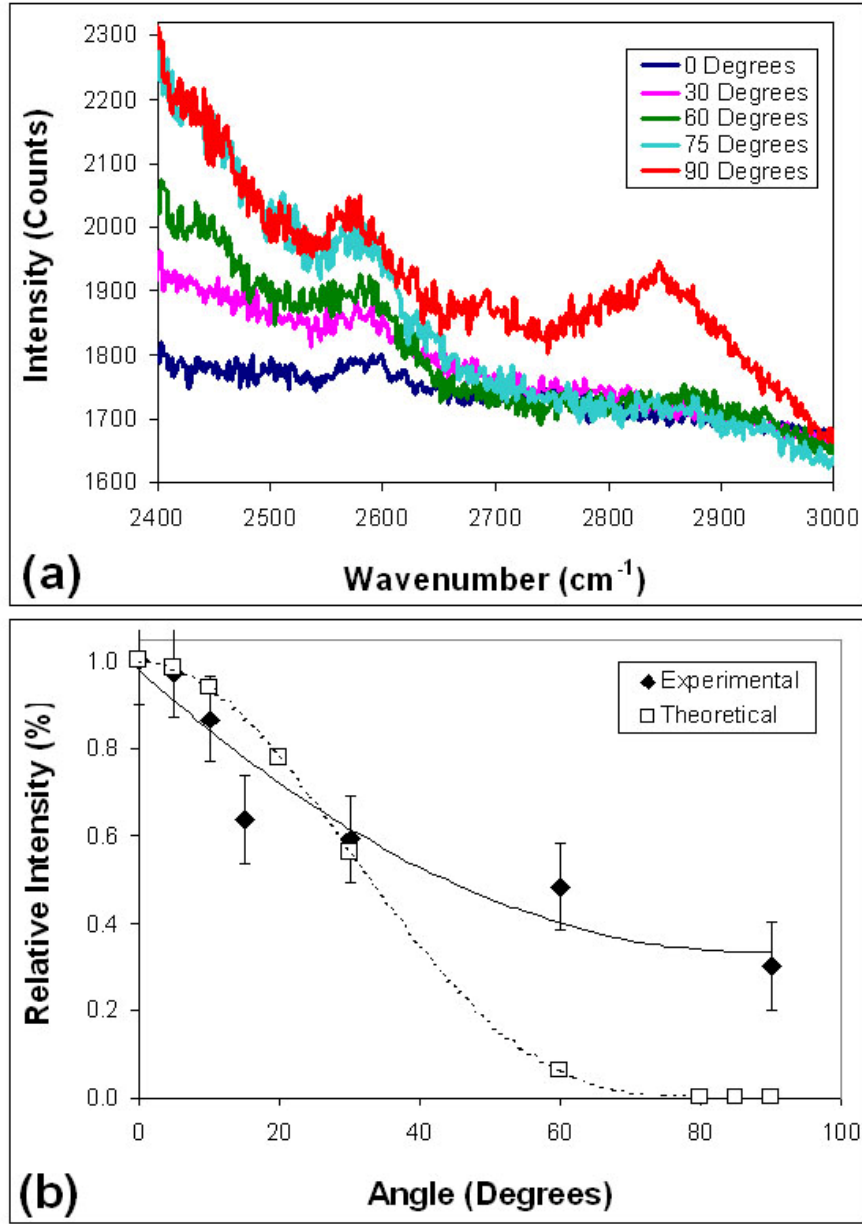 2300
2200
2100
2000
1900
1800
1700
1600
Intensity (Counts)
0 Degrees
30 Degrees
60 Degrees
75 Degrees
90 Degrees
2400 2500 2600 2700 2800 2900 3000
Wavenumber (cm⁻¹)
(a)
1.0
0.8
0.6
0.4
0.2
0.0
Relative Intensity (%)
Experimental
Theoretical
0 20 40 60 80 100
Angle (Degrees)
(b)